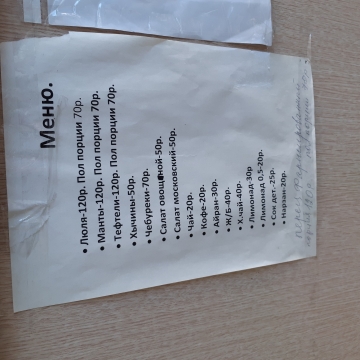 Меню.
• Люля-120р. Пол порции 70р.
• Манты-120р. Пол порции 70р.
• Тефтели-120р. Пол порции 70р.
• Хычины-50р.
• Чебуреки-70р.
• Салат овощной-50р.
• Салат московский-50р.
• Чай-20р.
• Кофе-20р.
• Айран-30р.
• Ж/Б-40р.
• Х.чай-40р.
• Лимонад-30р
• Лимонад 0,5-20р.
• Сок дет.-25р.
• Нарзан-20р.